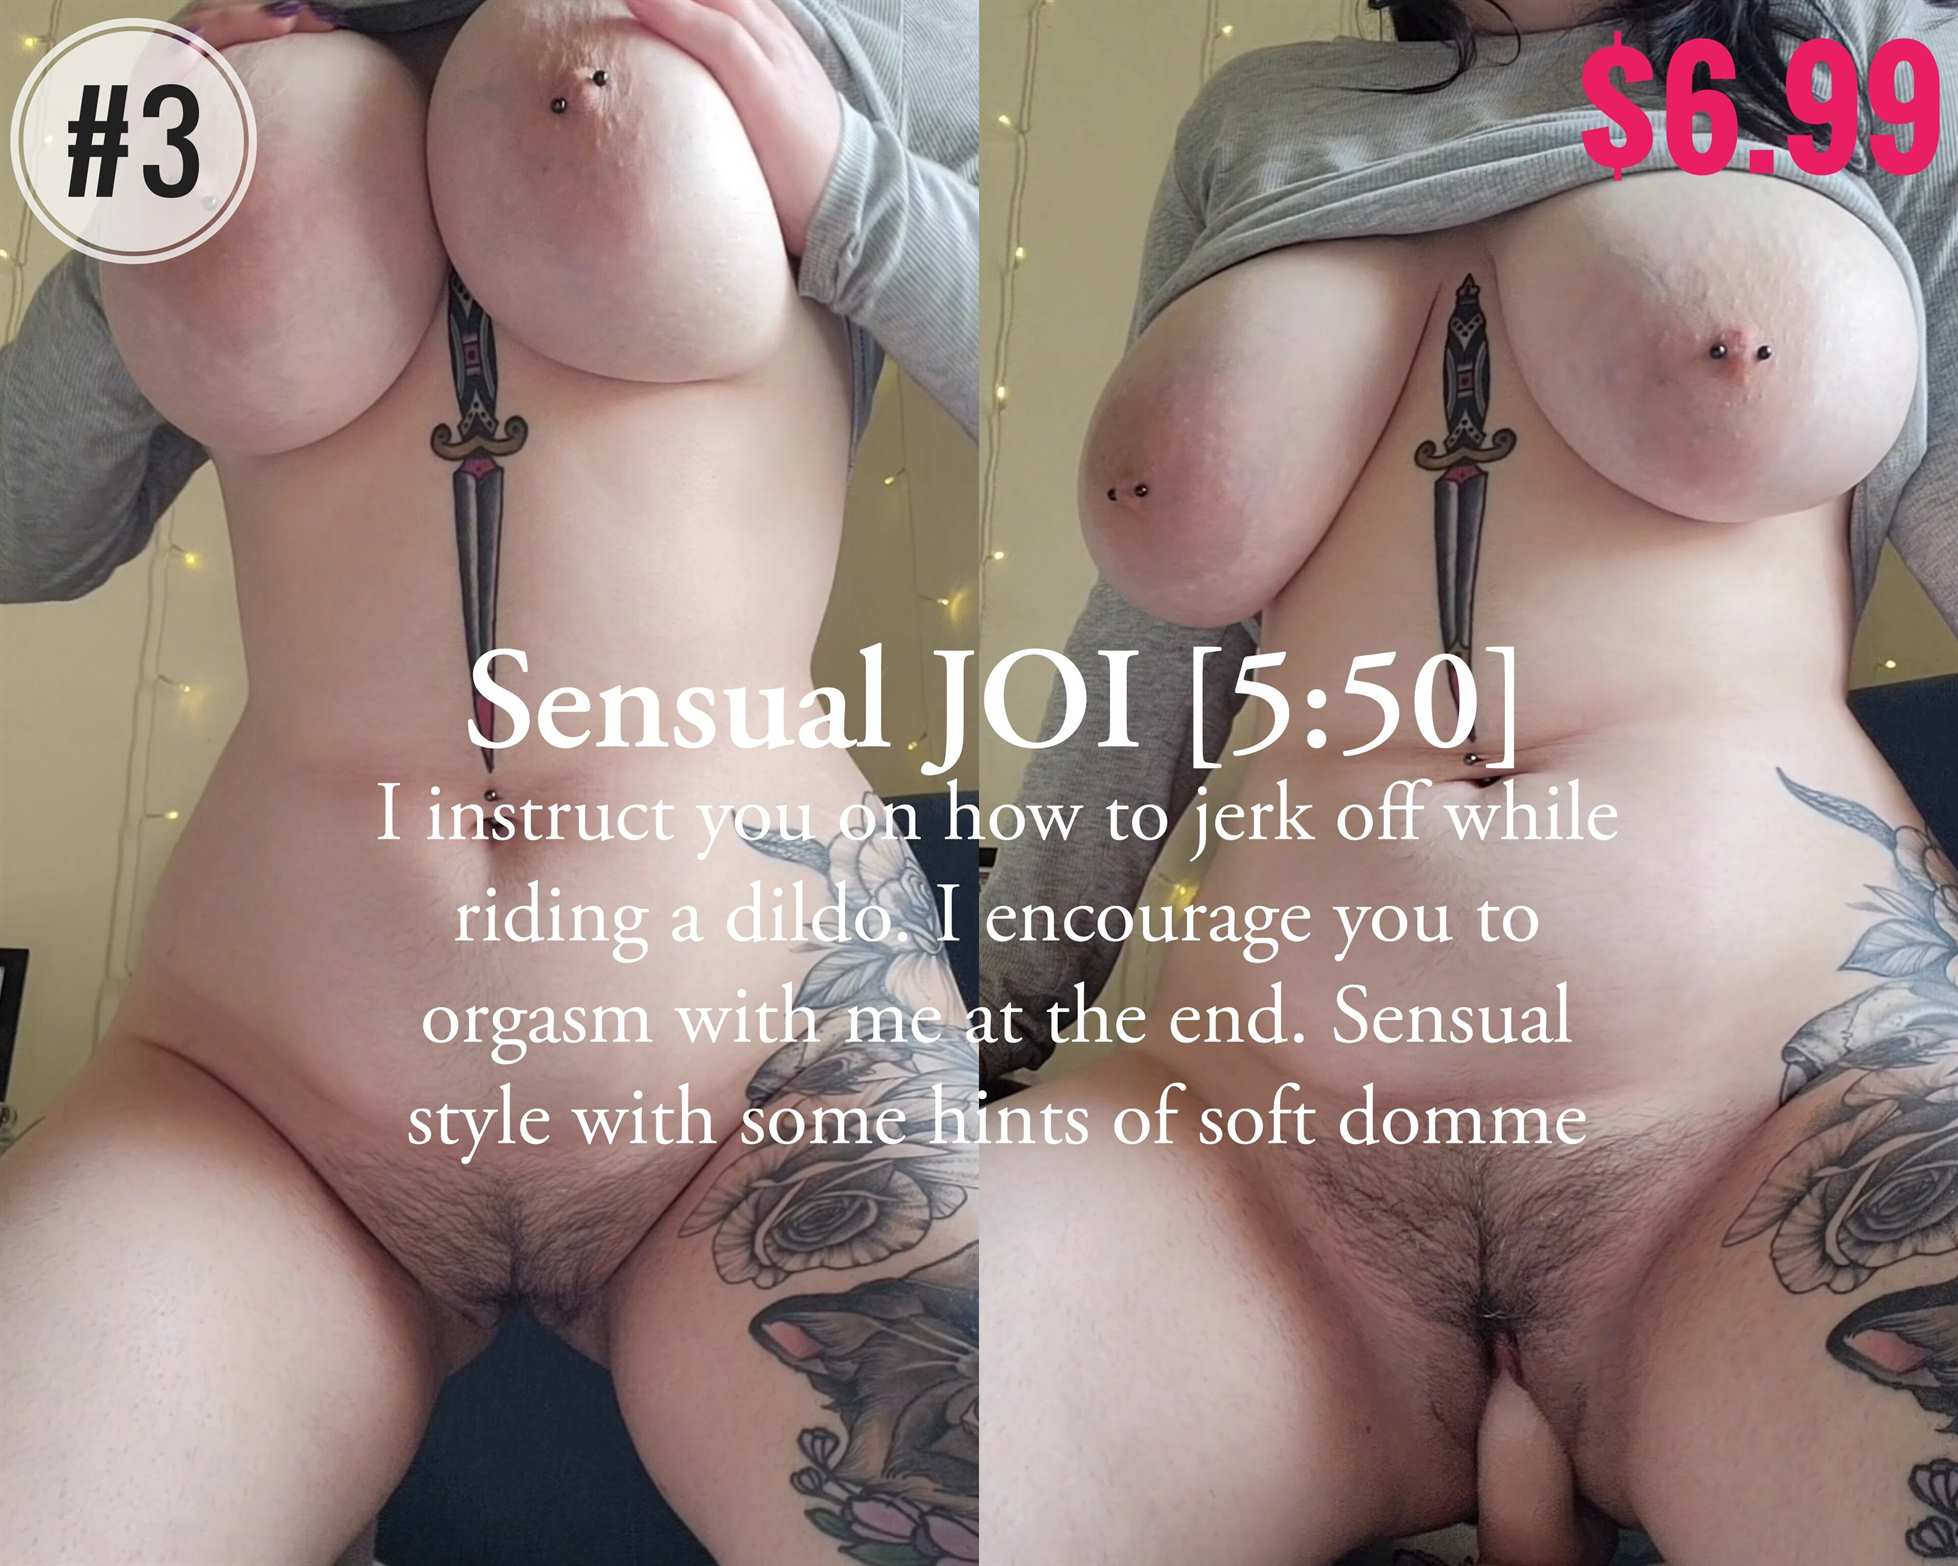 #3
$6.99
Sensual JOI [5:50]
I instruct you on how to jerk off while
riding a dildo. I encourage you to
orgasm with me at the end. Sensual
style with some hints of soft domme